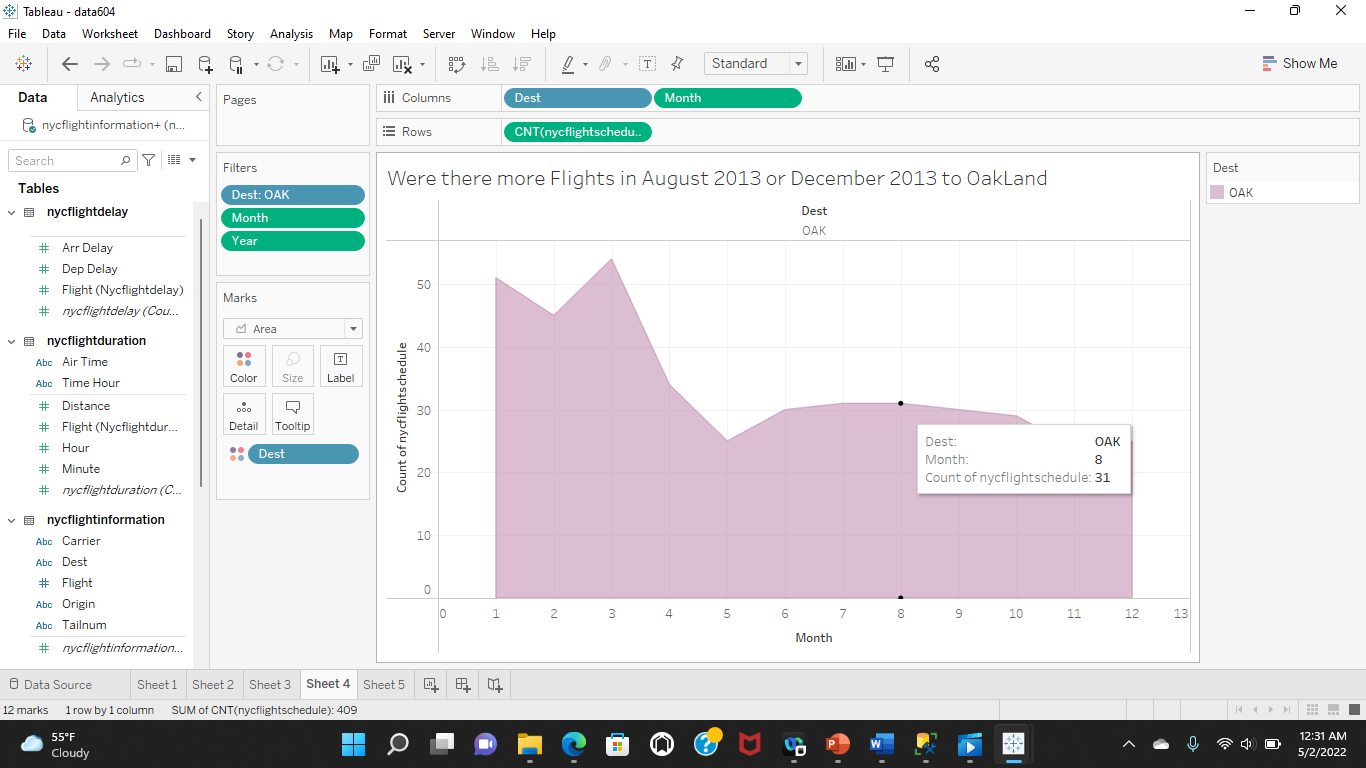 Tableau - data604
File Data Worksheet Dashboard Story Analysis Map Format Server Window Help
Standard
Show Me
Data Analytics
nycflightinformation+ (n...
Search
Tables
nycflightdelay
Arr Delay
Dep Delay
Flight (Nycflightdelay)
nycflightdelay (Cou...
nycflightduration
Abc Air Time
Abc Time Hour
Distance
Flight (Nycflightdur...
Hour
Minute
nycflightduration (C...
nycflightinformation
Abc Carrier
Abc Dest
Flight
Abc Origin
Abc Tailnum
nycflightinformation...
Pages
Filters
Dest: OAK
Month
Year
Marks
Area
Color Size Label
Detail Tooltip
Dest
Columns Dest Month
Rows CNT(nycflightschedu..
Were there more Flights in August 2013 or December 2013 to OakLand
Dest
OAK
Count of nycflightschedule
50
40
30
20
10
0
0 1 2 3 4 5 6 7 8 9 10 11 12 13
Month
Dest: OAK
Month: 8
Count of nycflightschedule: 31
Dest
OAK
Data Source Sheet 1 Sheet 2 Sheet 3 Sheet 4 Sheet 5
12 marks 1 row by 1 column SUM of CNT(nycflightschedule): 409
55°F
Cloudy
12:31 AM
5/2/2022